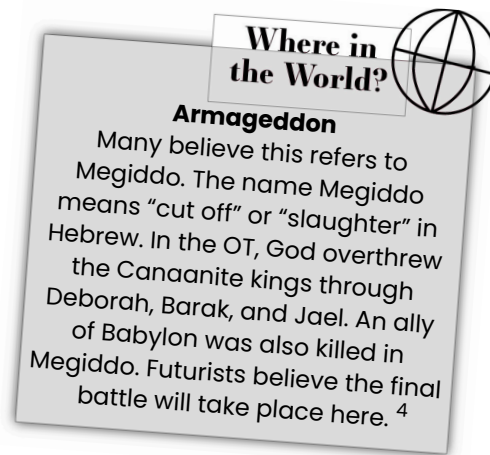 Where in
the World?
Armageddon
Many believe this refers to
Megiddo. The name Megiddo
means “cut off” or “slaughter” in
Hebrew. In the OT, God overthrew
the Canaanite kings through
Deborah, Barak, and Jael. An ally
of Babylon was also killed in
Megiddo. Futurists believe the final
battle will take place here. 4